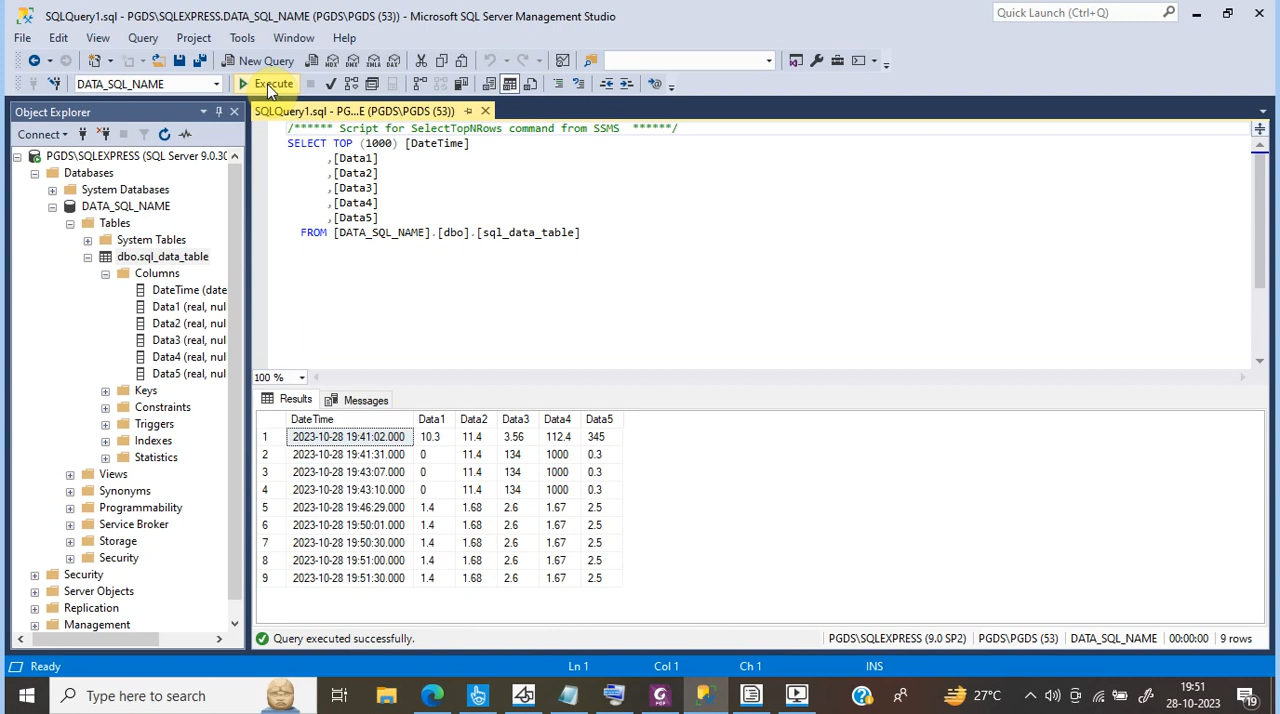 SQLQuery1.sql - PGDS\SQLEXPRESS.DATA_SQL_NAME (PGDS\PGDS (53)) - Microsoft SQL Server Management Studio
Quick Launch (Ctrl+Q)
File Edit View Query Project Tools Window Help
New Query
DATA_SQL_NAME
Execute
Object Explorer
SQLQuery1.sql - PG...E (PGDS\PGDS (53))
Connect
PGDS\SQLEXPRESS (SQL Server 9.0.30
Databases
System Databases
DATA_SQL_NAME
Tables
System Tables
dbo.sql_data_table
Columns
DateTime (date
Data1 (real, nul
Data2 (real, nul
Data3 (real, nul
Data4 (real, nul
Data5 (real, nul
Keys
Constraints
Triggers
Indexes
Statistics
Views
Synonyms
Programmability
Service Broker
Storage
Security
Security
Server Objects
Replication
Management
/****** Script for SelectTopNRows command from SSMS ******/
SELECT TOP (1000) [DateTime]
,[Data1]
,[Data2]
,[Data3]
,[Data4]
,[Data5]
FROM [DATA_SQL_NAME].[dbo].[sql_data_table]
100 %
Results Messages
DateTime Data1 Data2 Data3 Data4 Data5
1 2023-10-28 19:41:02.000 10.3 11.4 3.56 112.4 345
2 2023-10-28 19:41:31.000 0 11.4 134 1000 0.3
3 2023-10-28 19:43:07.000 0 11.4 134 1000 0.3
4 2023-10-28 19:43:10.000 0 11.4 134 1000 0.3
5 2023-10-28 19:46:29.000 1.4 1.68 2.6 1.67 2.5
6 2023-10-28 19:50:01.000 1.4 1.68 2.6 1.67 2.5
7 2023-10-28 19:50:30.000 1.4 1.68 2.6 1.67 2.5
8 2023-10-28 19:51:00.000 1.4 1.68 2.6 1.67 2.5
9 2023-10-28 19:51:30.000 1.4 1.68 2.6 1.67 2.5
Query executed successfully.
PGDS\SQLEXPRESS (9.0 SP2) PGDS\PGDS (53) DATA_SQL_NAME 00:00:00 9 rows
Ready Ln 1 Col 1 Ch 1 INS
Type here to search
27°C
19:51
28-10-2023
19